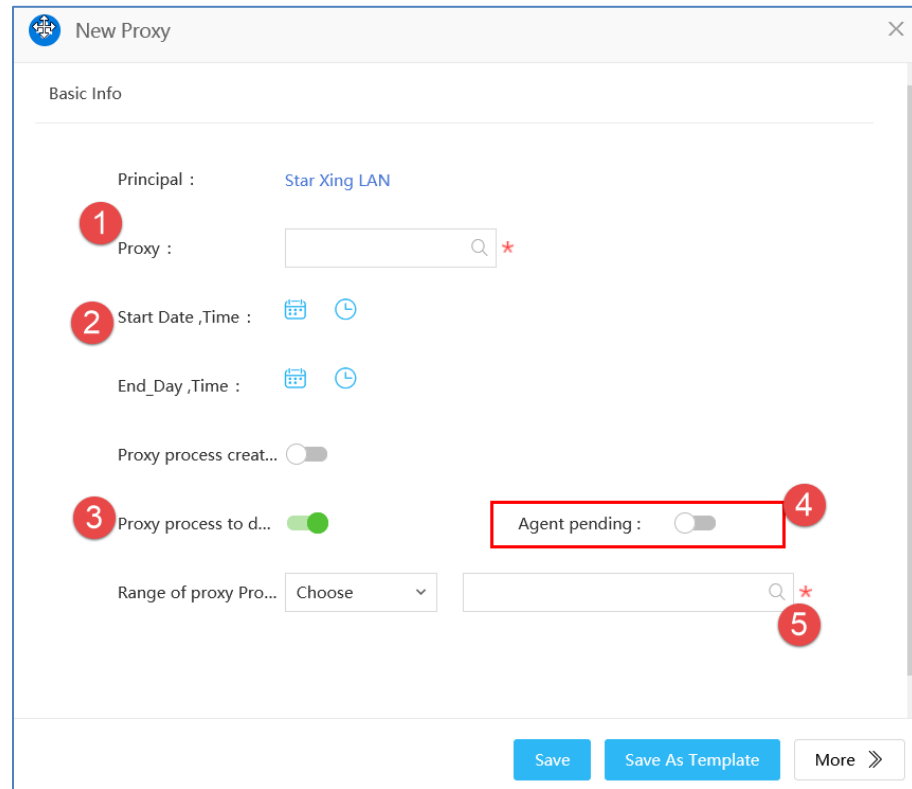 New Proxy
Basic Info
Principal : Star Xing LAN
1
Proxy : *
2 Start Date ,Time :
End_Day ,Time :
Proxy process creat...
3 Proxy process to d... Agent pending : 4
Range of proxy Pro... Choose *
5
Save Save As Template More